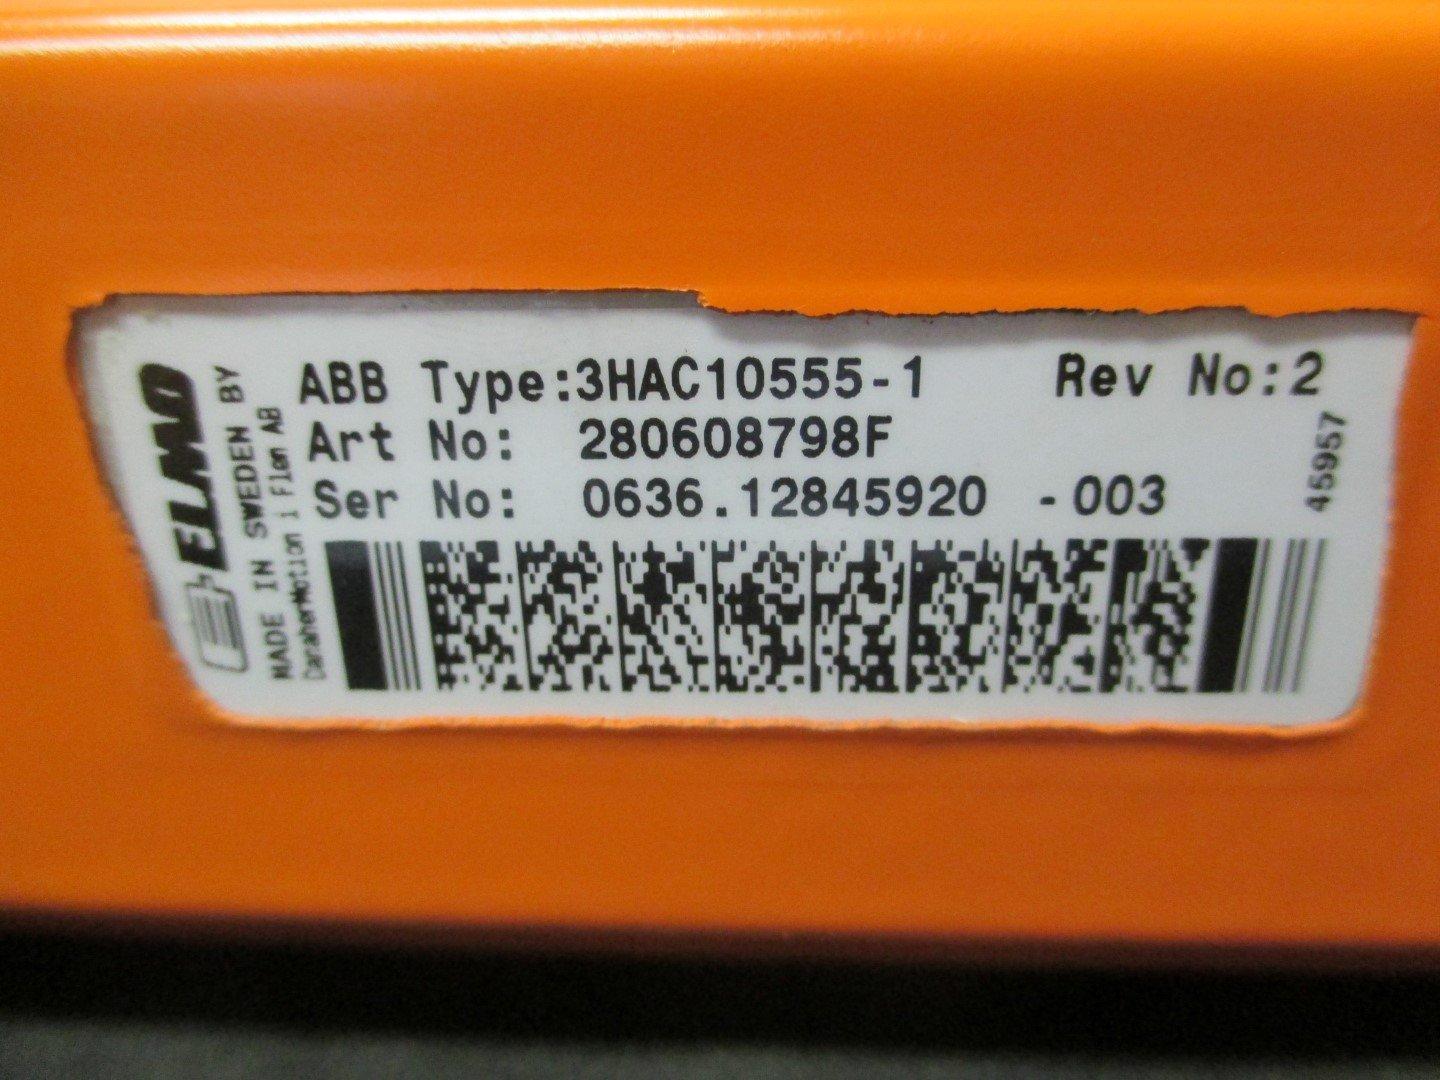 ELMO
MADE IN SWEDEN BY
DanaherMotion i Flen AB
ABB Type:3HAC10555-1 Rev No:2
Art No: 280608798F
Ser No: 0636.12845920 -003
45957